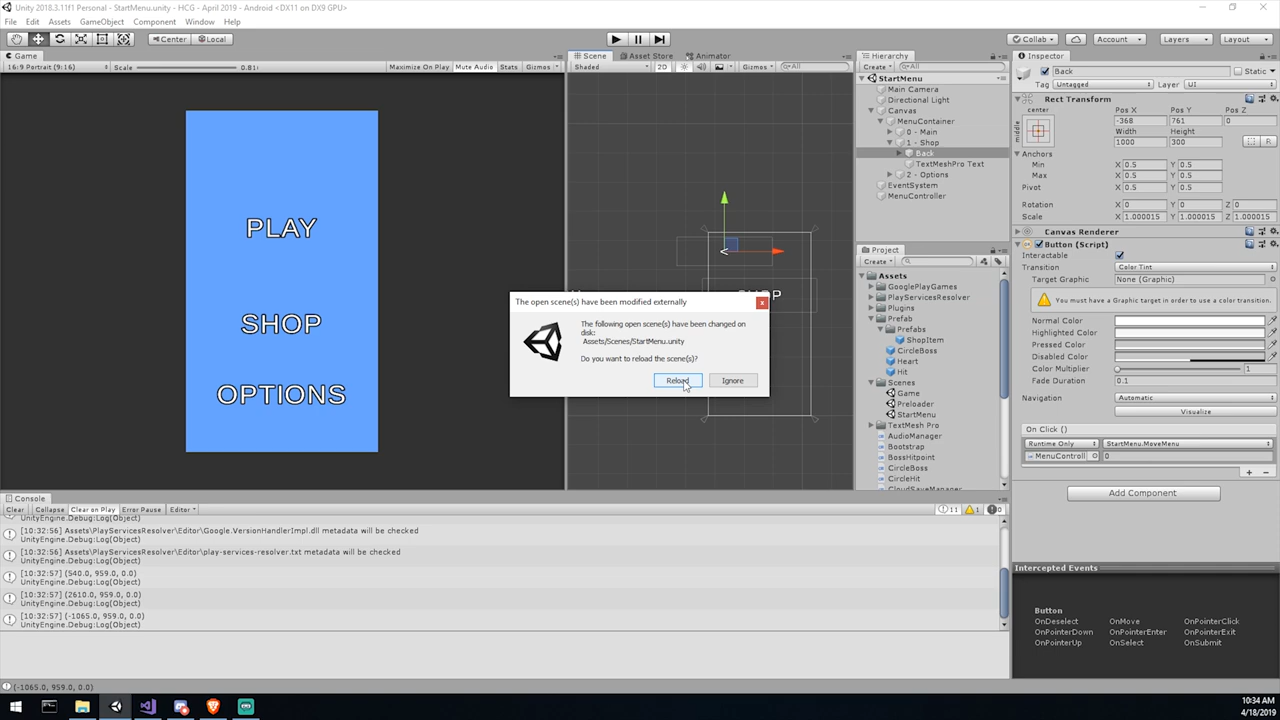 Unity 2018.3.11f1 Personal - StartMenu.unity - HCG - April 2019 - Android <DX11 on DX9 GPU>
File Edit Assets GameObject Component Window Help
Center Local
Collab Account Layers Layout
Game
16:9 Portrait (9:16) Scale 0.81 Maximize On Play Mute Audio Stats Gizmos
PLAY
SHOP
OPTIONS
Scene Asset Store Animator
Shaded 2D Gizmos All
The open scene(s) have been modified externally
The following open scene(s) have been changed on
disk:
Assets/Scenes/StartMenu.unity
Do you want to reload the scene(s)?
Reload Ignore
Hierarchy
Create All
StartMenu
Main Camera
Directional Light
Canvas
MenuContainer
0 - Main
1 - Shop
Back
TextMeshPro Text
2 - Options
EventSystem
MenuController
Project
Create
Assets
GooglePlayGames
PlayServicesResolver
Plugins
Prefab
Prefabs
ShopItem
CircleBoss
Heart
Hit
Scenes
Game
Preloader
StartMenu
TextMesh Pro
AudioManager
Bootstrap
BossHitpoint
CircleBoss
CircleHit
CloudSaveManager
Inspector
Back Static
Tag Untagged Layer UI
Rect Transform
center Pos X Pos Y Pos Z
middle -368 761 0
Width Height
1000 300
R
Anchors
Min X 0.5 Y 0.5
Max X 0.5 Y 0.5
Pivot X 0.5 Y 0.5
Rotation X 0 Y 0 Z 0
Scale X 1.000015 Y 1.000015 Z 1.000015
Canvas Renderer
Button (Script)
Interactable
Transition Color Tint
Target Graphic None (Graphic)
You must have a Graphic target in order to use a color transition.
Normal Color
Highlighted Color
Pressed Color
Disabled Color
Color Multiplier 1
Fade Duration 0.1
Navigation Automatic
Visualize
On Click ()
Runtime Only StartMenu.MoveMenu
MenuControll 0
Add Component
Intercepted Events
Button
OnDeselect OnMove OnPointerClick
OnPointerDown OnPointerEnter OnPointerExit
OnPointerUp OnSelect OnSubmit
Console
Clear Collapse Clear on Play Error Pause Editor 11 1 0
UnityEngine.Debug:Log(Object)
[10:32:56] Assets\PlayServicesResolver\Editor\Google.VersionHandlerImpl.dll metadata will be checked
UnityEngine.Debug:Log(Object)
[10:32:56] Assets\PlayServicesResolver\Editor\play-services-resolver.txt metadata will be checked
UnityEngine.Debug:Log(Object)
[10:32:57] (540.0, 959.0, 0.0)
UnityEngine.Debug:Log(Object)
[10:32:57] (2610.0, 959.0, 0.0)
UnityEngine.Debug:Log(Object)
[10:32:57] (-1065.0, 959.0, 0.0)
UnityEngine.Debug:Log(Object)
(-1065.0, 959.0, 0.0)
10:34 AM
4/18/2019